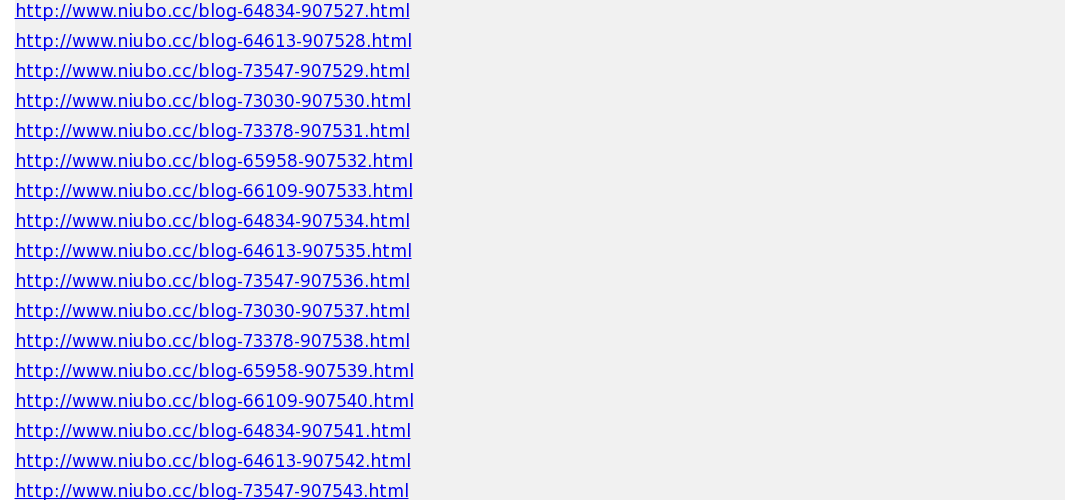 http://www.niubo.cc/blog-64834-907527.html
http://www.niubo.cc/blog-64613-907528.html
http://www.niubo.cc/blog-73547-907529.html
http://www.niubo.cc/blog-73030-907530.html
http://www.niubo.cc/blog-73378-907531.html
http://www.niubo.cc/blog-65958-907532.html
http://www.niubo.cc/blog-66109-907533.html
http://www.niubo.cc/blog-64834-907534.html
http://www.niubo.cc/blog-64613-907535.html
http://www.niubo.cc/blog-73547-907536.html
http://www.niubo.cc/blog-73030-907537.html
http://www.niubo.cc/blog-73378-907538.html
http://www.niubo.cc/blog-65958-907539.html
http://www.niubo.cc/blog-66109-907540.html
http://www.niubo.cc/blog-64834-907541.html
http://www.niubo.cc/blog-64613-907542.html
http://www.niubo.cc/blog-73547-907543.html